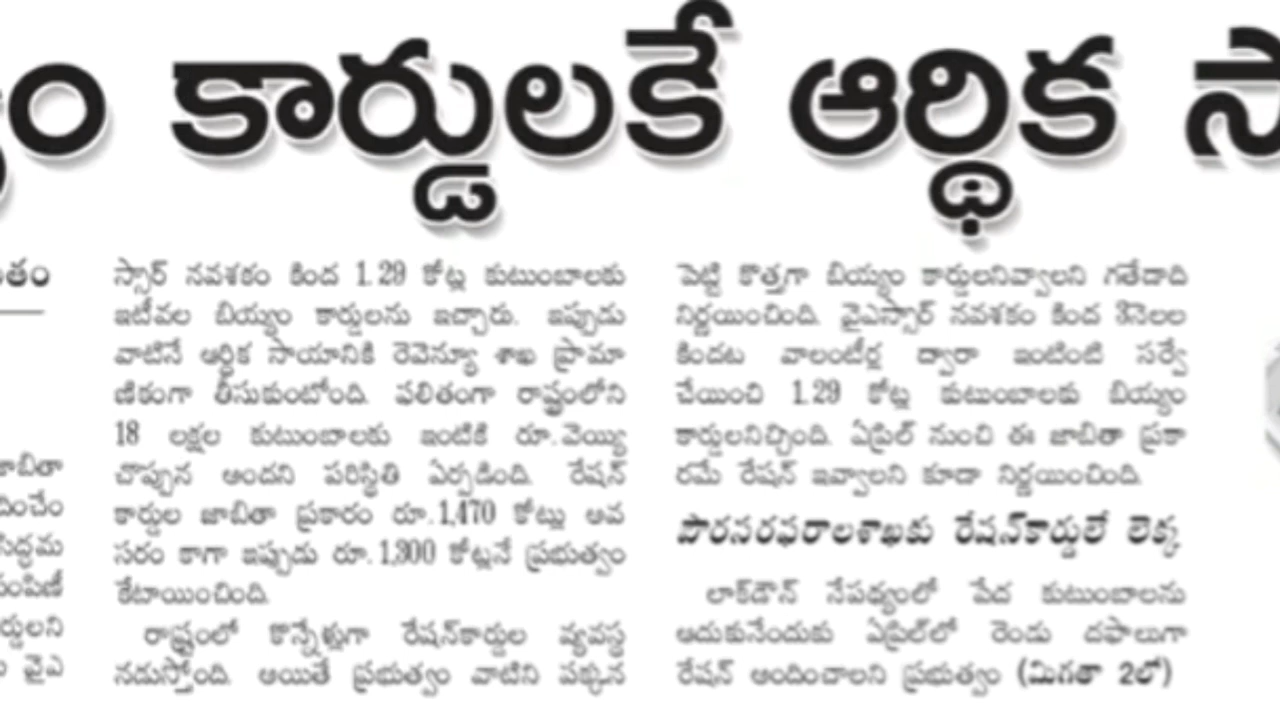 కార్డులకే ఆర్థిక
స్సార్ నవశకం కింద 1.29 కోట్ల కుటుంబాలకు
ఇటీవల బియ్యం కార్డులను ఇచ్చారు. ఇప్పుడు
వాటినే ఆర్థిక సాయానికి రెవెన్యూ శాఖ ప్రామా
ణికంగా తీసుకుంటోంది. ఫలితంగా రాష్ట్రంలోని
18 లక్షల కుటుంబాలకు ఇంటికి రూ.వెయ్యి
చొప్పున అందని పరిస్థితి ఏర్పడింది. రేషన్
కార్డుల జాబితా ప్రకారం రూ.1,470 కోట్లు అవ
సరం కాగా ఇప్పుడు రూ.1,300 కోట్లనే ప్రభుత్వం
కేటాయించింది.
రాష్ట్రంలో కొన్నేళ్లుగా రేషన్‌కార్డుల వ్యవస్థ
నడుస్తోంది. అయితే ప్రభుత్వం వాటిని పక్కన
పెట్టి కొత్తగా బియ్యం కార్డులనివ్వాలని గతేడాది
నిర్ణయించింది. వైఎస్సార్ నవశకం కింద 3నెలల
కిందట వాలంటీర్ల ద్వారా ఇంటింటి సర్వే
చేయించి 1.29 కోట్ల కుటుంబాలకు బియ్యం
కార్డులనిచ్చింది. ఏప్రిల్ నుంచి ఈ జాబితా ప్రకా
రమే రేషన్ ఇవ్వాలని కూడా నిర్ణయించింది.
పౌరసరఫరాలశాఖకు రేషన్‌కార్డులే లెక్క
లాక్‌డౌన్ నేపథ్యంలో పేద కుటుంబాలను
ఆదుకునేందుకు ఏప్రిల్‌లో రెండు దఫాలుగా
రేషన్ అందించాలని ప్రభుత్వం (మిగతా 2లో)